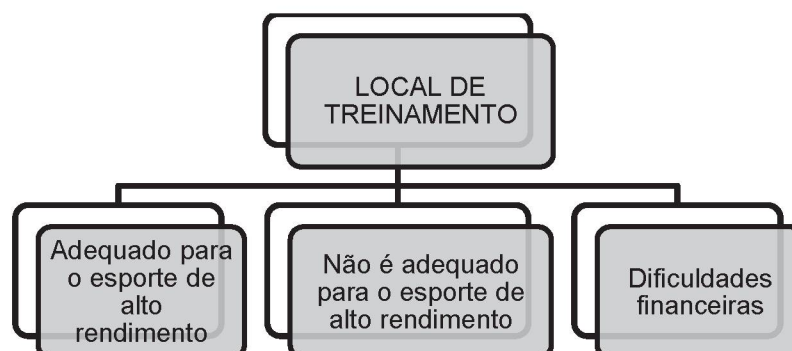 LOCAL DE
TREINAMENTO
Adequado para
o esporte de
alto
rendimento
Não é adequado
para o esporte de
alto rendimento
Dificuldades
financeiras